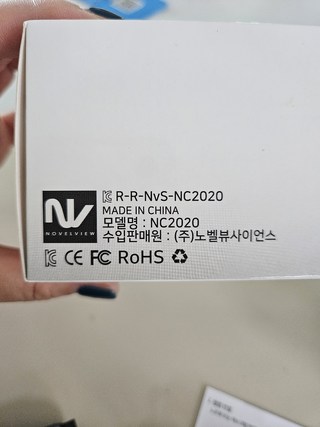 NV
NOVELVIEW
R-R-NvS-NC2020
MADE IN CHINA
모델명 : NC2020
수입판매원 : (주)노벨뷰사이언스
CE FC RoHS